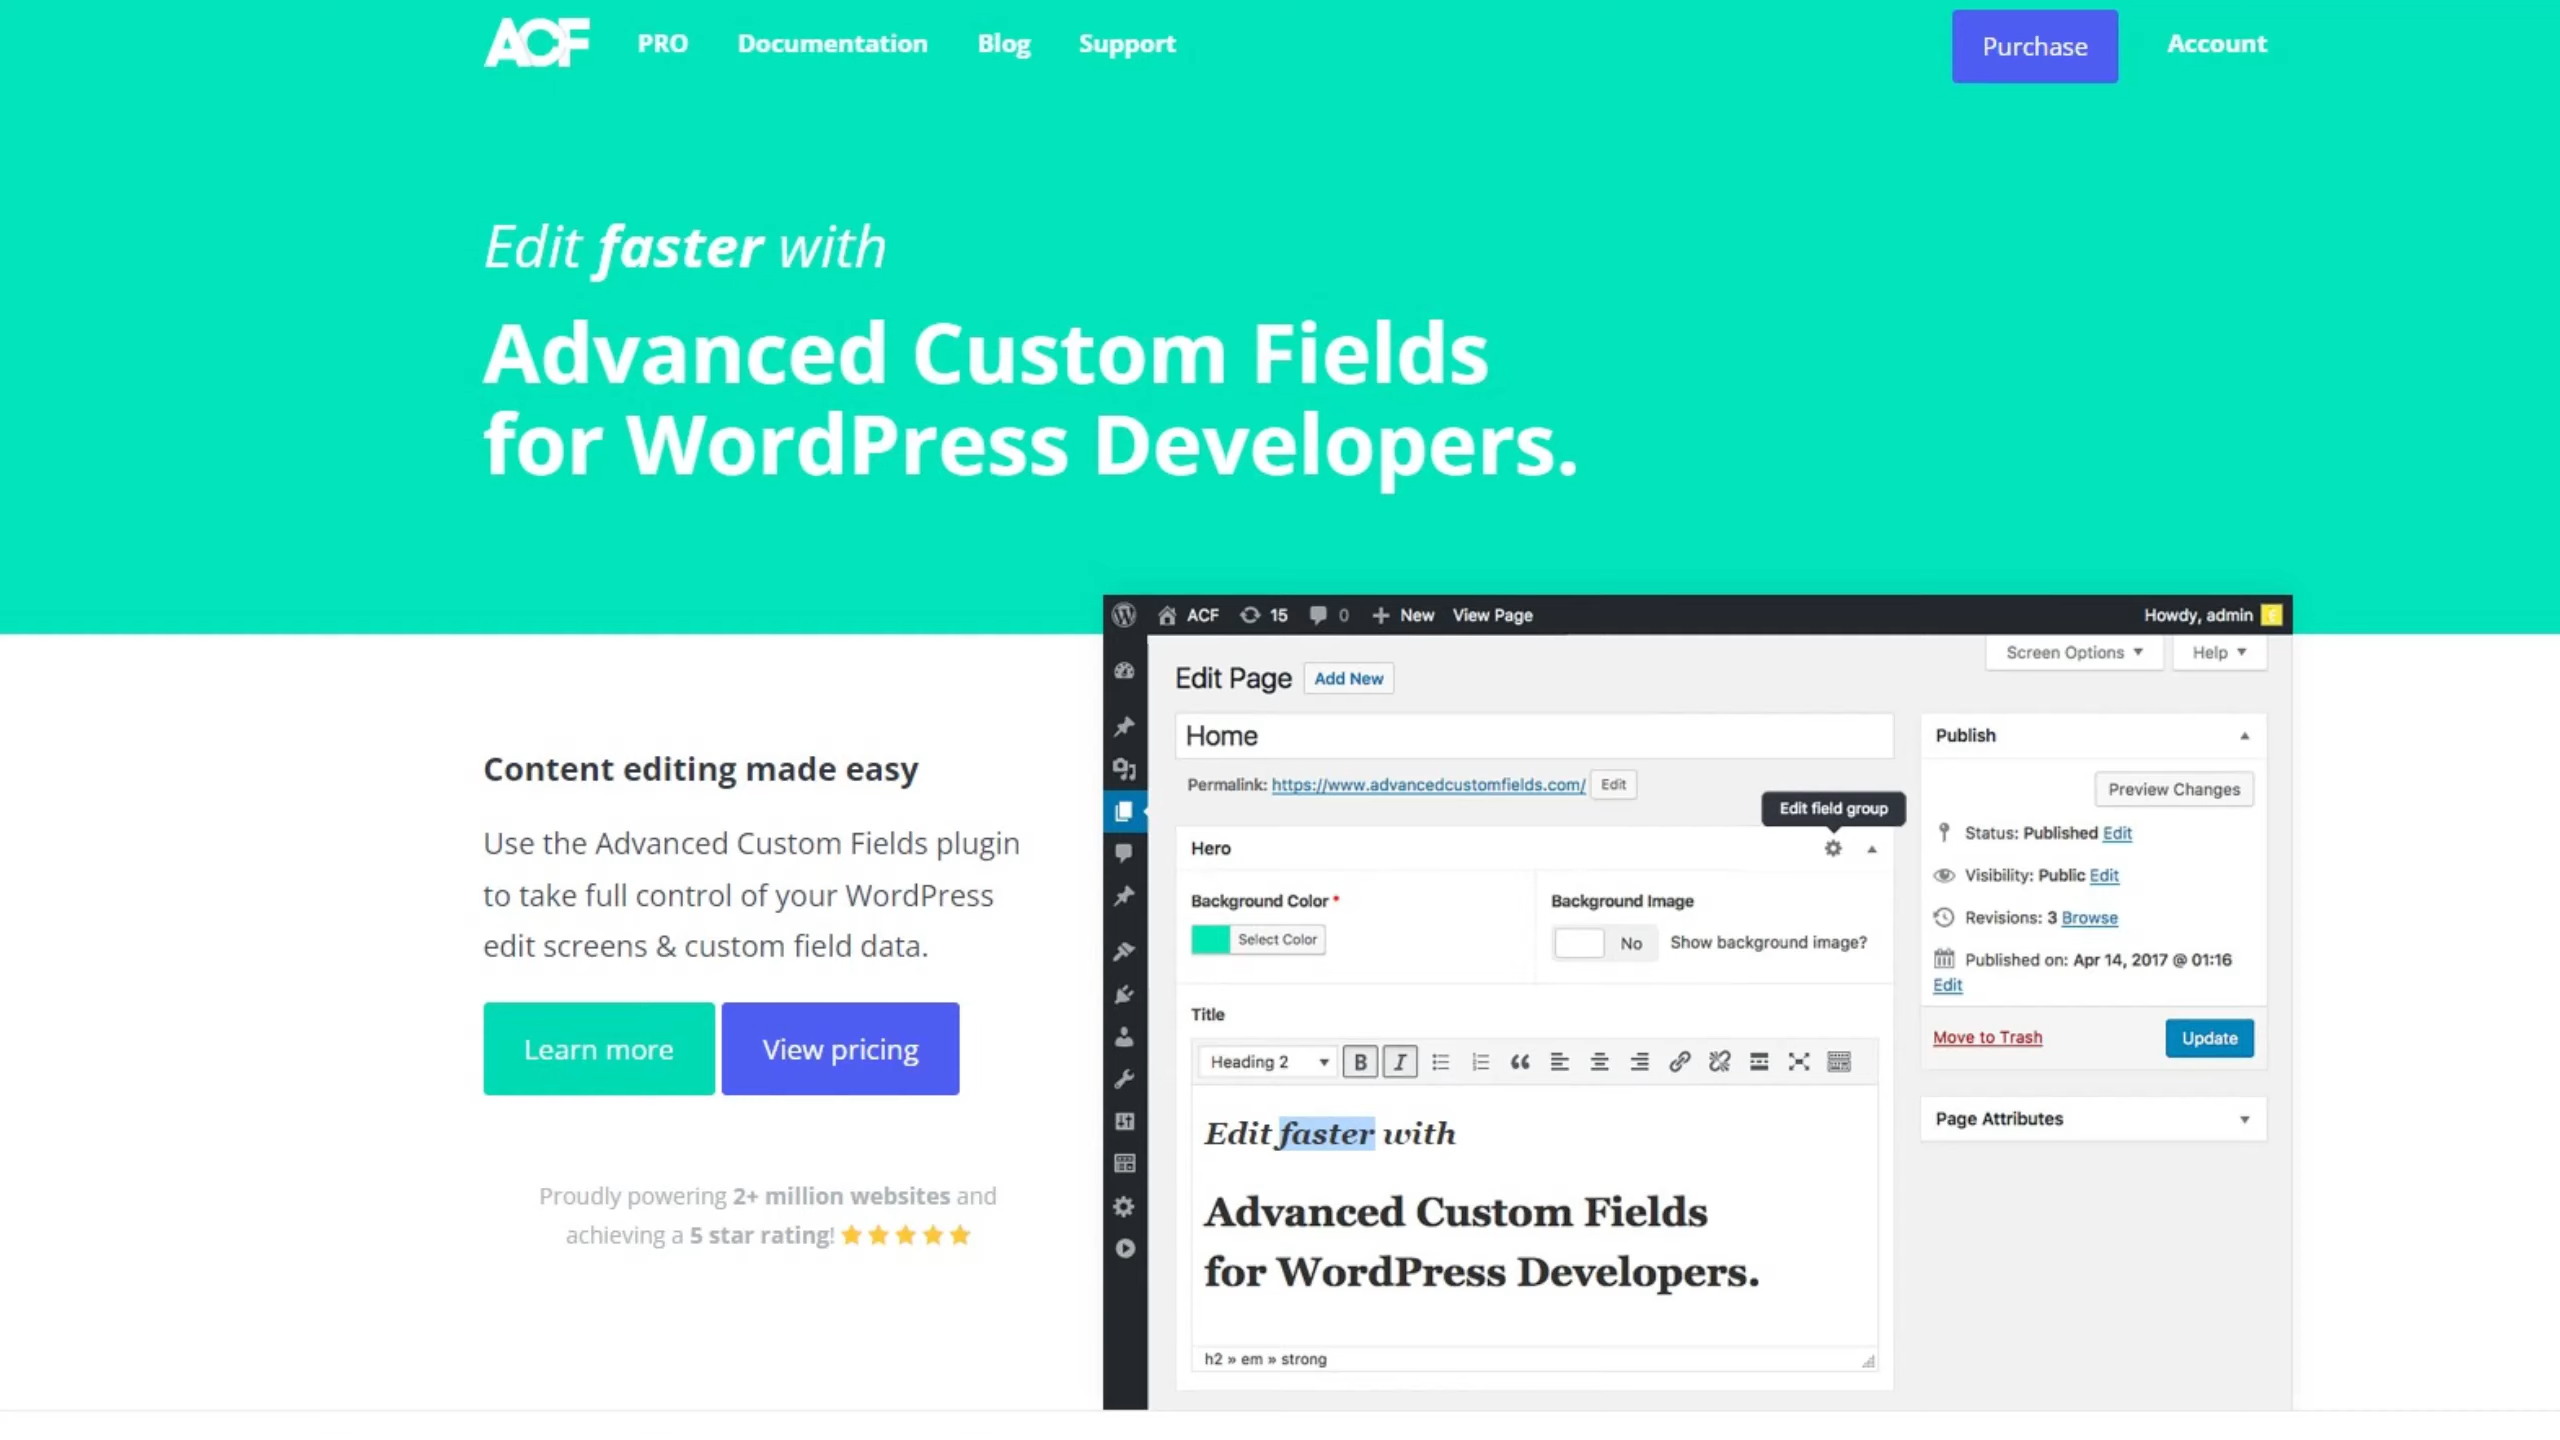 ACF PRO Documentation Blog Support Purchase Account
Edit faster with
Advanced Custom Fields
for WordPress Developers.
Content editing made easy
Use the Advanced Custom Fields plugin
to take full control of your WordPress
edit screens & custom field data.
Learn more View pricing
Proudly powering 2+ million websites and
achieving a 5 star rating!
ACF 15 0 New View Page Howdy, admin
Screen Options Help
Edit Page Add New
Home
Permalink: https://www.advancedcustomfields.com/ Edit
Edit field group
Hero
Background Color *
Select Color
Background Image
No Show background image?
Title
Heading 2 B I
Edit faster with
Advanced Custom Fields
for WordPress Developers.
h2 » em » strong
Publish
Preview Changes
Status: Published Edit
Visibility: Public Edit
Revisions: 3 Browse
Published on: Apr 14, 2017 @ 01:16
Edit
Move to Trash Update
Page Attributes